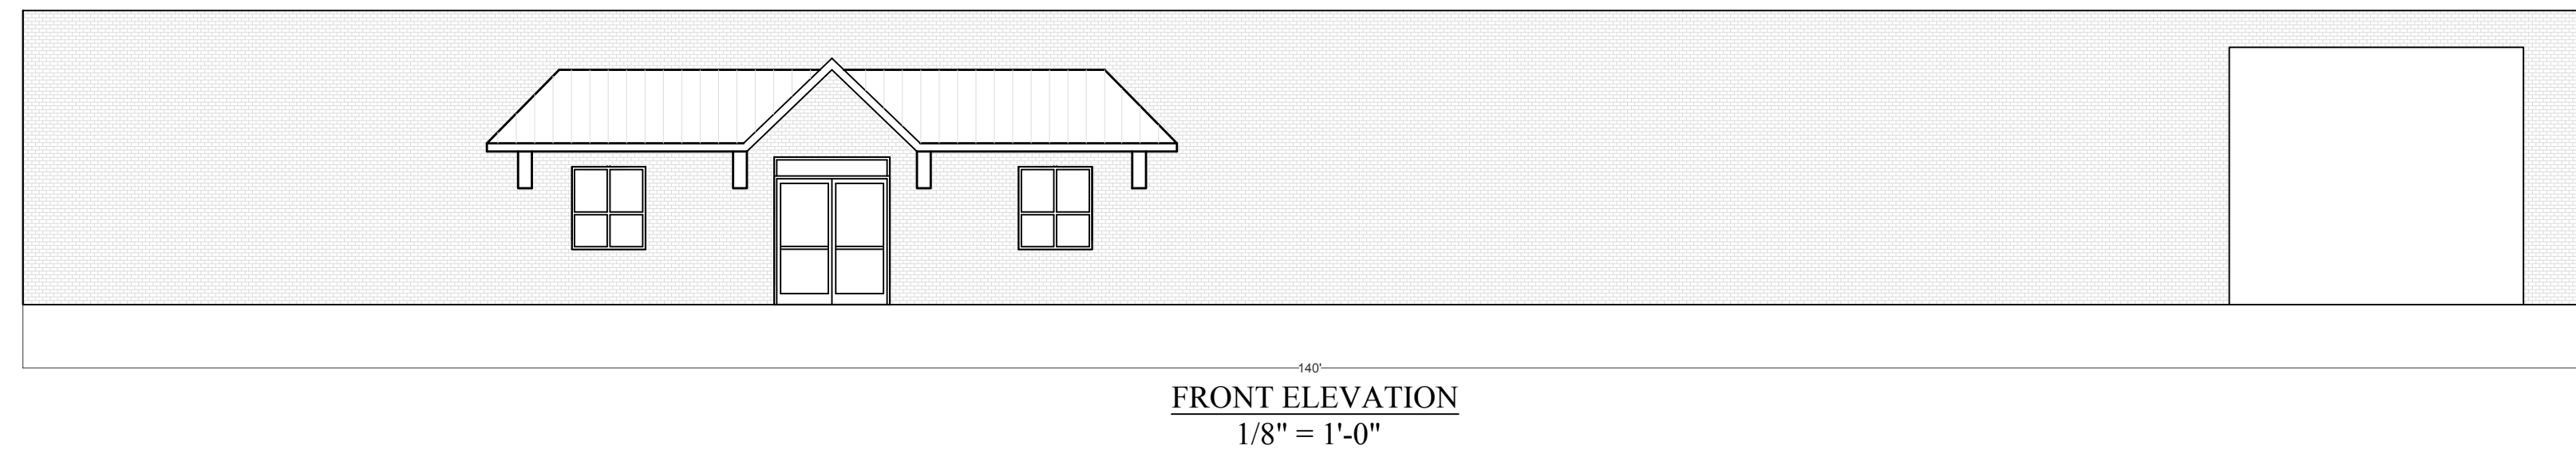 140'
FRONT ELEVATION
1/8" = 1'-0"